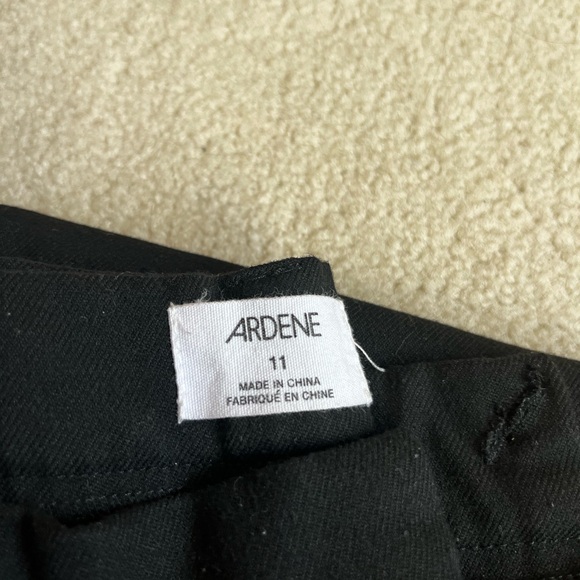 ARDENE
11
MADE IN CHINA
FABRIQUÉ EN CHINE